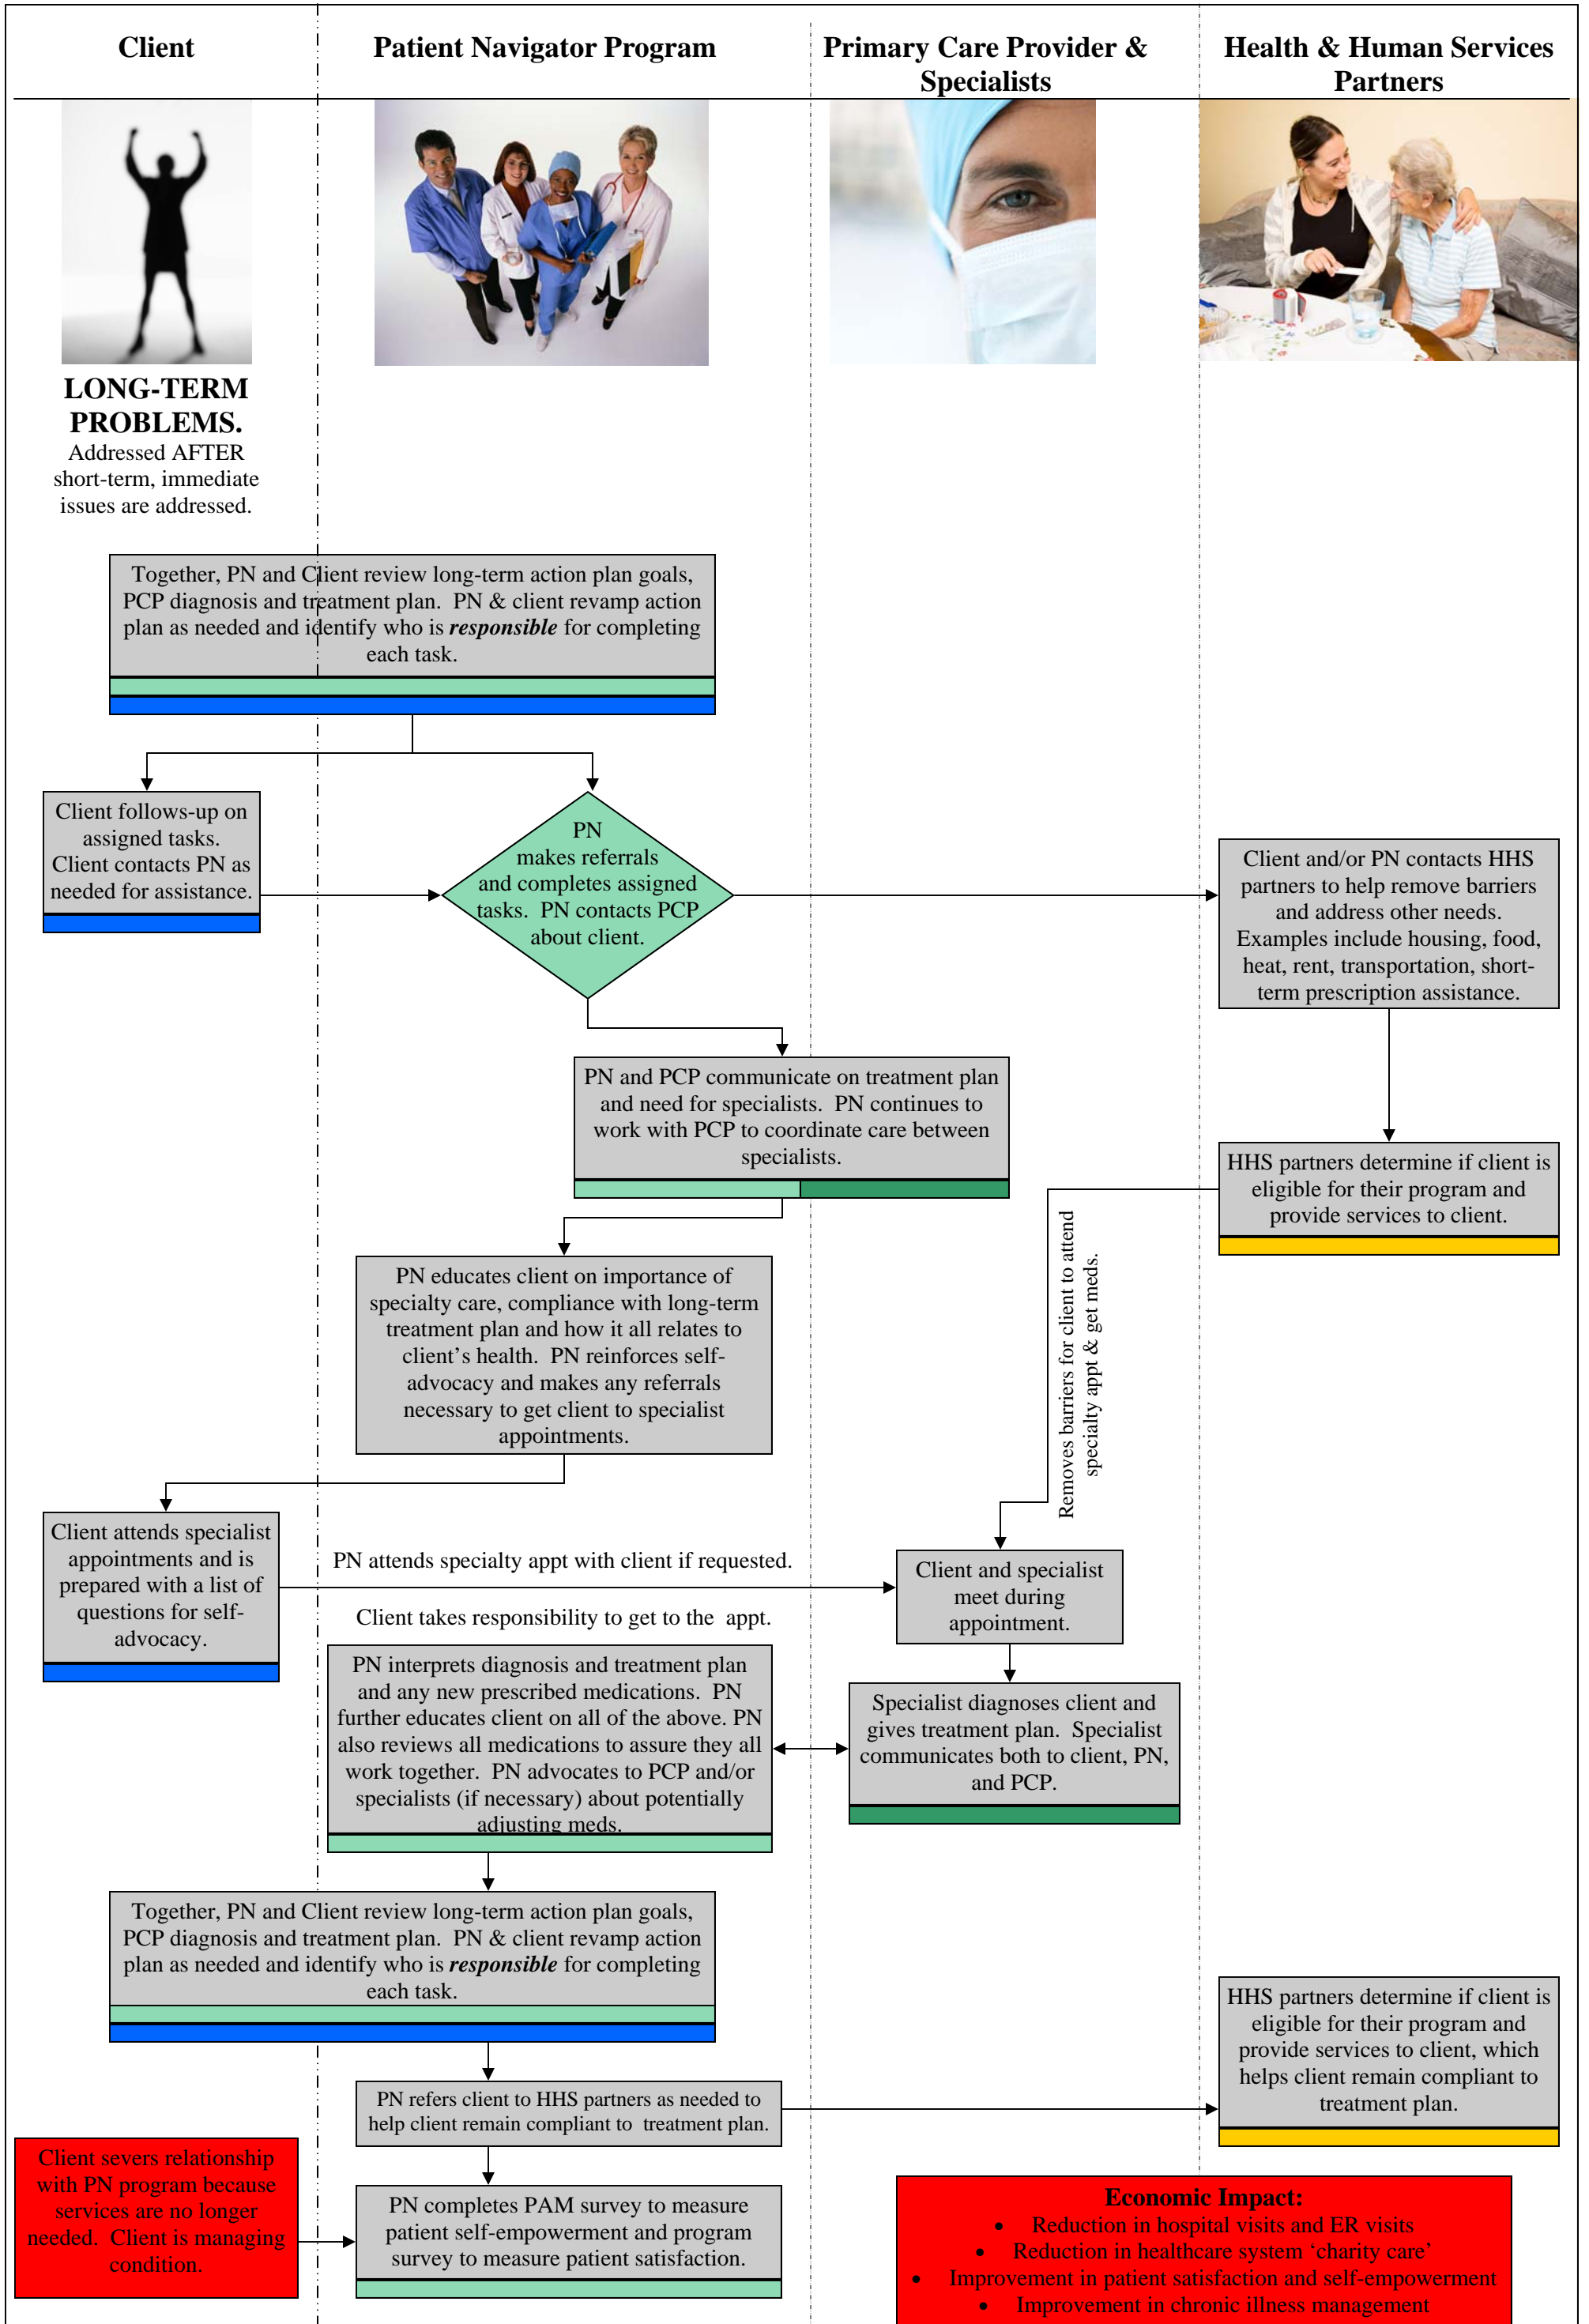 Client
Patient Navigator Program
Primary Care Provider &
Specialists
Health & Human Services
Partners
LONG-TERM
PROBLEMS.
Addressed AFTER
short-term, immediate
issues are addressed.
Together, PN and Client review long-term action plan goals,
PCP diagnosis and treatment plan.  PN & client revamp action
plan as needed and identify who is responsible for completing
each task.
Client follows-up on
assigned tasks.
Client contacts PN as
needed for assistance.
PN
makes referrals
and completes assigned
tasks.  PN contacts PCP
about client.
Client and/or PN contacts HHS
partners to help remove barriers
and address other needs.
Examples include housing, food,
heat, rent, transportation, short-
term prescription assistance.
PN and PCP communicate on treatment plan
and need for specialists.  PN continues to
work with PCP to coordinate care between
specialists.
HHS partners determine if client is
eligible for their program and
provide services to client.
Removes barriers for client to attend
specialty appt & get meds.
PN educates client on importance of
specialty care, compliance with long-term
treatment plan and how it all relates to
client’s health.  PN reinforces self-
advocacy and makes any referrals
necessary to get client to specialist
appointments.
Client attends specialist
appointments and is
prepared with a list of
questions for self-
advocacy.
PN attends specialty appt with client if requested.
Client takes responsibility to get to the  appt.
Client and specialist
meet during
appointment.
PN interprets diagnosis and treatment plan
and any new prescribed medications.  PN
further educates client on all of the above. PN
also reviews all medications to assure they all
work together.  PN advocates to PCP and/or
specialists (if necessary) about potentially
adjusting meds.
Specialist diagnoses client and
gives treatment plan.  Specialist
communicates both to client, PN,
and PCP.
Together, PN and Client review long-term action plan goals,
PCP diagnosis and treatment plan.  PN & client revamp action
plan as needed and identify who is responsible for completing
each task.
HHS partners determine if client is
eligible for their program and
provide services to client, which
helps client remain compliant to
treatment plan.
PN refers client to HHS partners as needed to
help client remain compliant to  treatment plan.
Client severs relationship
with PN program because
services are no longer
needed.  Client is managing
condition.
PN completes PAM survey to measure
patient self-empowerment and program
survey to measure patient satisfaction.
Economic Impact:
• Reduction in hospital visits and ER visits
• Reduction in healthcare system ‘charity care’
• Improvement in patient satisfaction and self-empowerment
• Improvement in chronic illness management